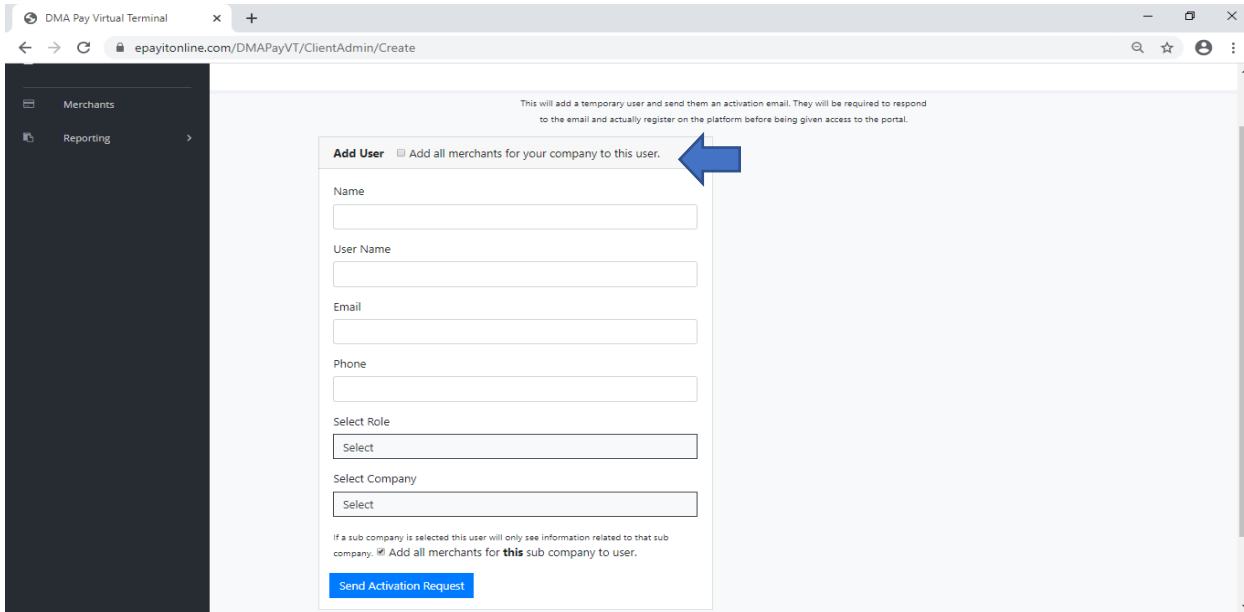 DMA Pay Virtual Terminal
epayitonline.com/DMAPayVT/ClientAdmin/Create
Merchants
Reporting
This will add a temporary user and send them an activation email. They will be required to respond
to the email and actually register on the platform before being given access to the portal.
Add User Add all merchants for your company to this user.
Name
User Name
Email
Phone
Select Role
Select
Select Company
Select
If a sub company is selected this user will only see information related to that sub
company. Add all merchants for this sub company to user.
Send Activation Request